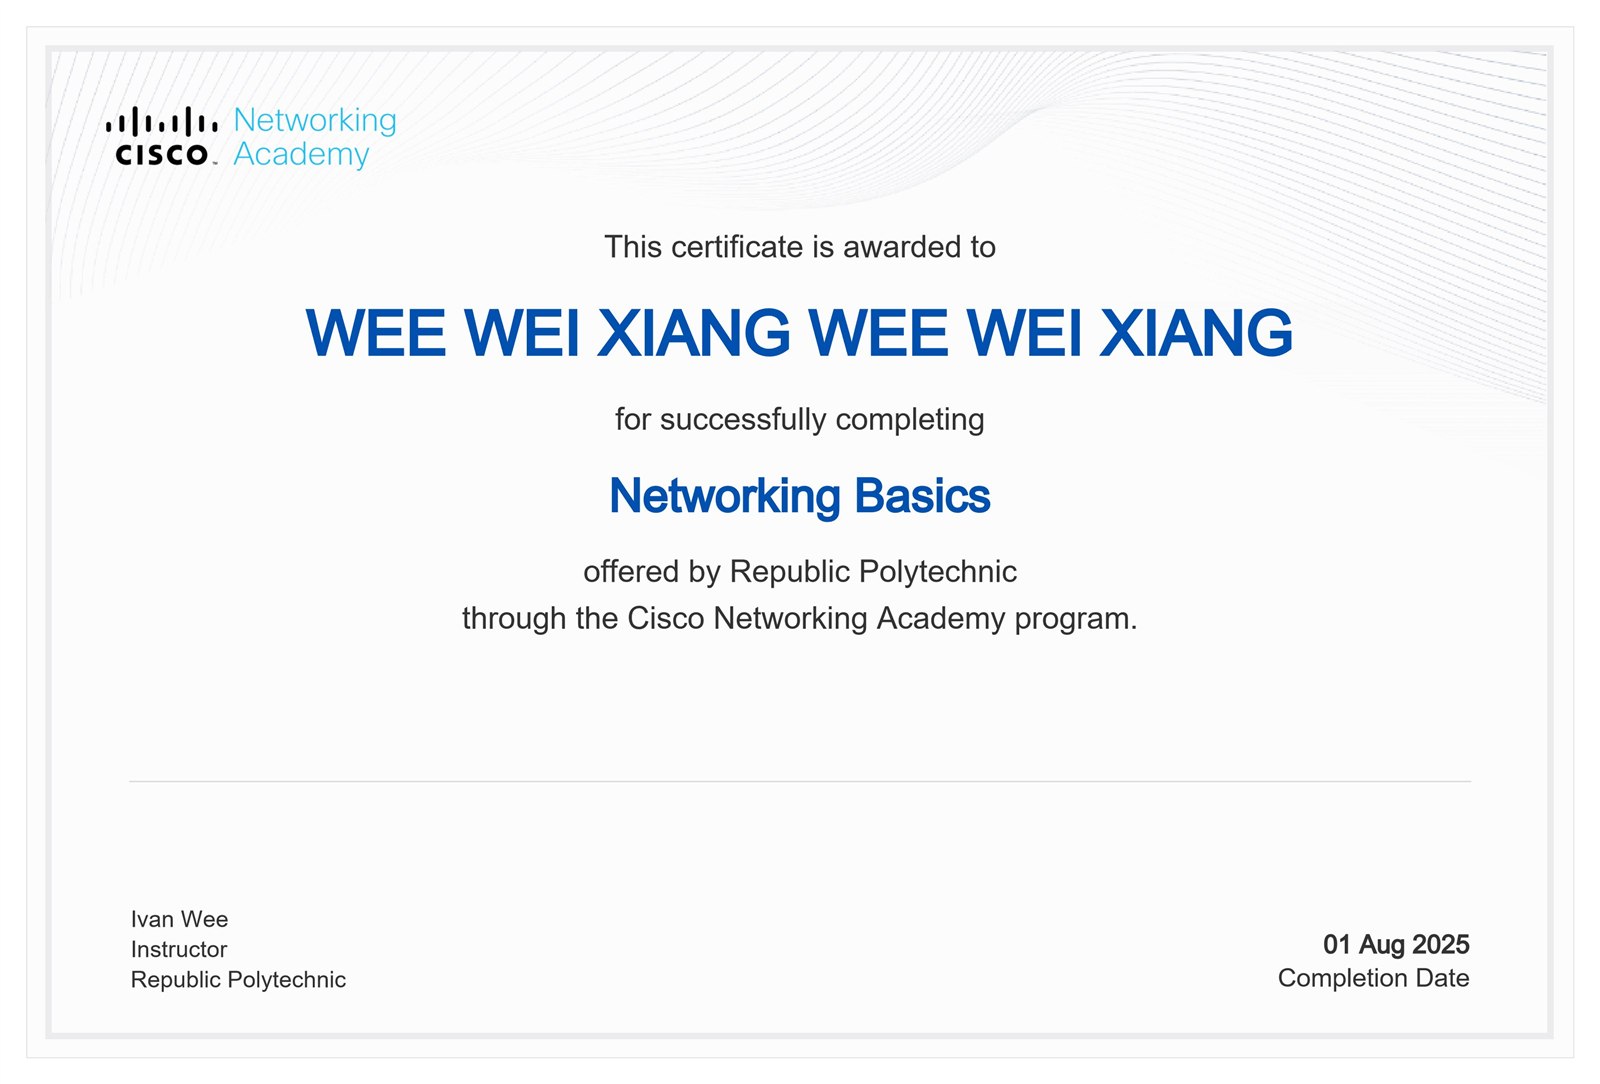 CISCO™ Networking
Academy
This certificate is awarded to
WEE WEI XIANG WEE WEI XIANG
for successfully completing
Networking Basics
offered by Republic Polytechnic
through the Cisco Networking Academy program.
Ivan Wee
Instructor
Republic Polytechnic
01 Aug 2025
Completion Date